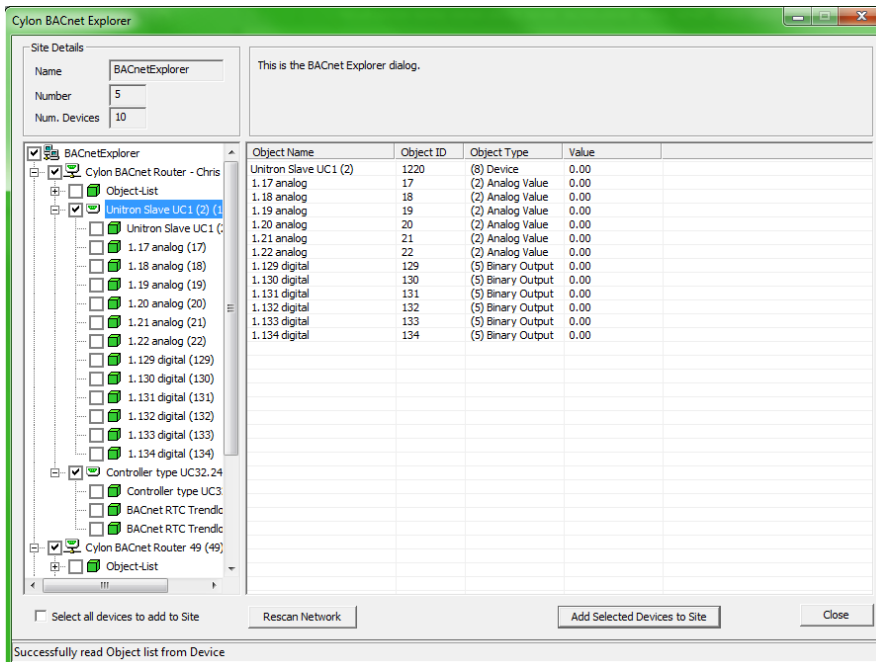 Cylon BACnet Explorer
Site Details
Name BACnetExplorer
Number 5
Num. Devices 10
This is the BACnet Explorer dialog.
BACnetExplorer
Cylon BACnet Router - Chris
Object-List
Unitron Slave UC1 (2) (1
Unitron Slave UC1 (2
1.17 analog (17)
1.18 analog (18)
1.19 analog (19)
1.20 analog (20)
1.21 analog (21)
1.22 analog (22)
1.129 digital (129)
1.130 digital (130)
1.131 digital (131)
1.132 digital (132)
1.133 digital (133)
1.134 digital (134)
Controller type UC32.24
Controller type UC3
BACnet RTC Trendlo
BACnet RTC Trendlo
Cylon BACnet Router 49 (49)
Object-List
Object Name Object ID Object Type Value
Unitron Slave UC1 (2) 1220 (8) Device 0.00
1.17 analog 17 (2) Analog Value 0.00
1.18 analog 18 (2) Analog Value 0.00
1.19 analog 19 (2) Analog Value 0.00
1.20 analog 20 (2) Analog Value 0.00
1.21 analog 21 (2) Analog Value 0.00
1.22 analog 22 (2) Analog Value 0.00
1.129 digital 129 (5) Binary Output 0.00
1.130 digital 130 (5) Binary Output 0.00
1.131 digital 131 (5) Binary Output 0.00
1.132 digital 132 (5) Binary Output 0.00
1.133 digital 133 (5) Binary Output 0.00
1.134 digital 134 (5) Binary Output 0.00
Select all devices to add to Site
Rescan Network
Add Selected Devices to Site
Close
Successfully read Object list from Device